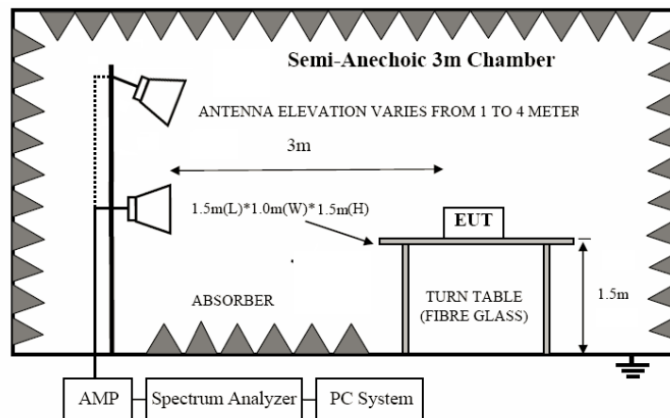 Semi-Anechoic 3m Chamber
ANTENNA ELEVATION VARIES FROM 1 TO 4 METER
3m
1.5m(L)*1.0m(W)*1.5m(H)
EUT
ABSORBER
TURN TABLE
(FIBRE GLASS)
1.5m
AMP
Spectrum Analyzer
PC System